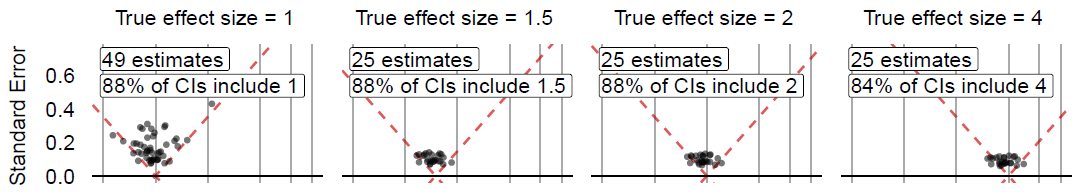 True effect size = 1
True effect size = 1.5
True effect size = 2
True effect size = 4
Standard Error
0.6
0.4
0.2
0.0
49 estimates
88% of CIs include 1
25 estimates
88% of CIs include 1.5
25 estimates
88% of CIs include 2
25 estimates
84% of CIs include 4